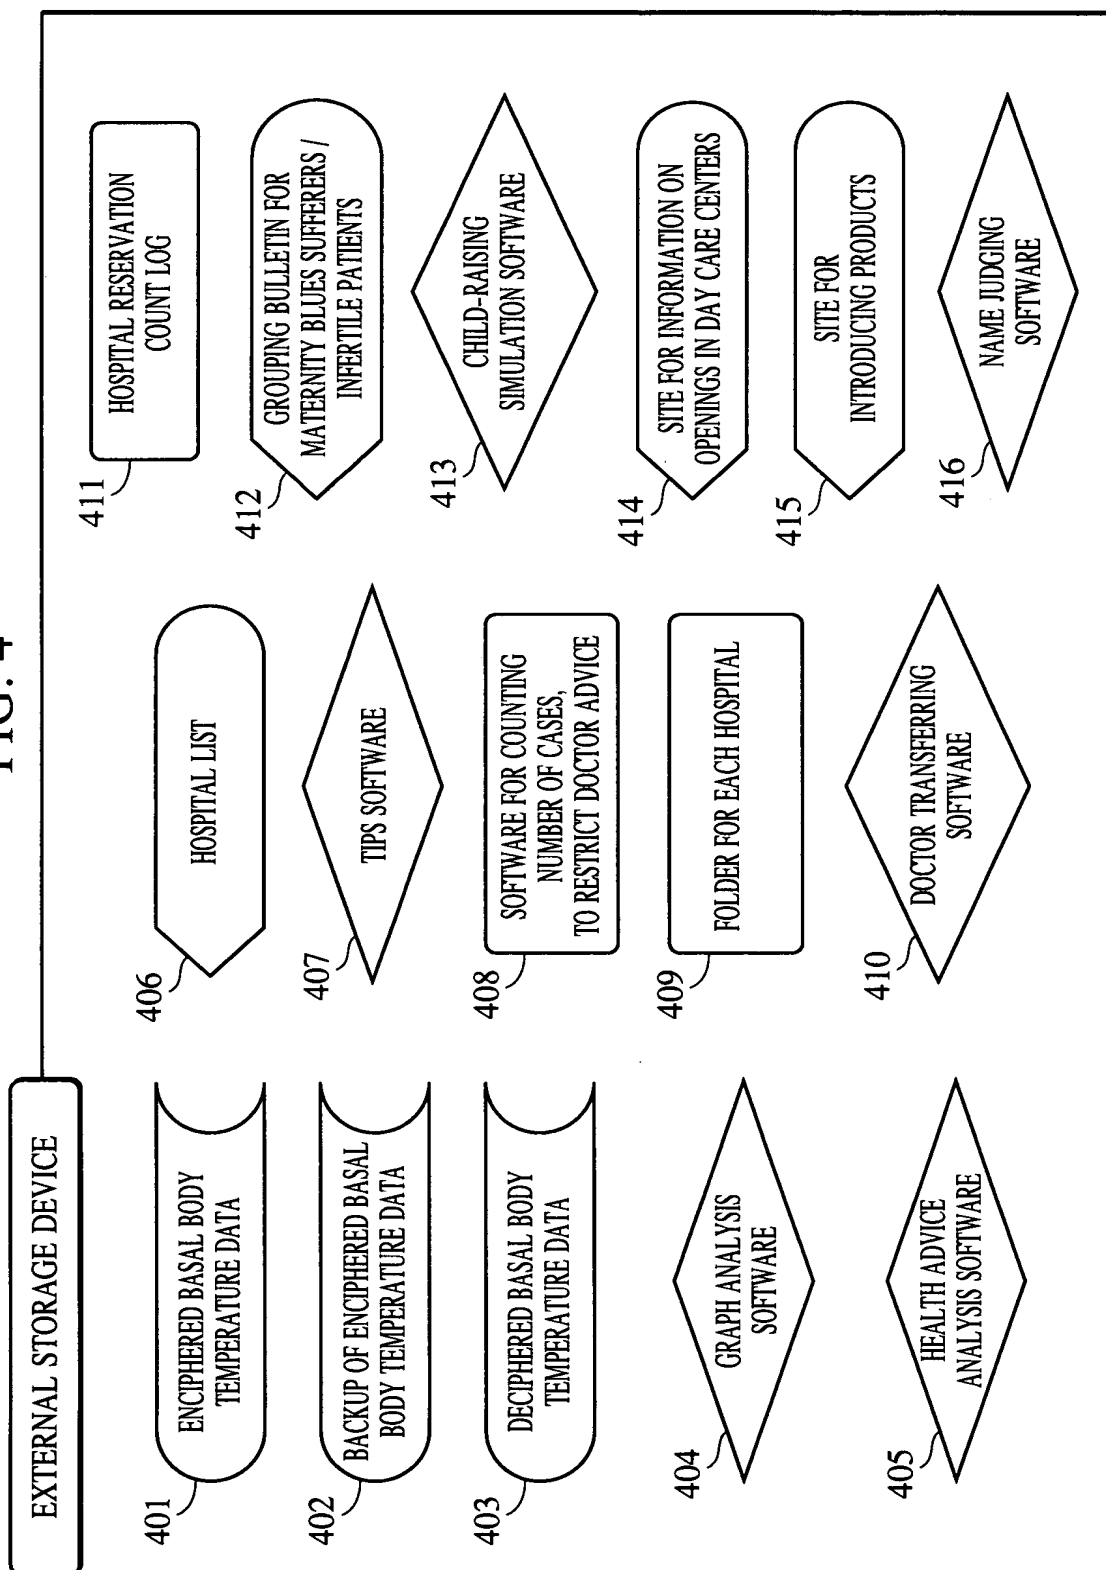 FIG. 4
EXTERNAL STORAGE DEVICE
401
ENCIPHERED BASAL BODY
TEMPERATURE DATA
402
BACKUP OF ENCIPHERED BASAL
BODY TEMPERATURE DATA
403
DECIPHERED BASAL BODY
TEMPERATURE DATA
404
GRAPH ANALYSIS
SOFTWARE
405
HEALTH ADVICE
ANALYSIS SOFTWARE
406
HOSPITAL LIST
407
TIPS SOFTWARE
408
SOFTWARE FOR COUNTING
NUMBER OF CASES,
TO RESTRICT DOCTOR ADVICE
409
FOLDER FOR EACH HOSPITAL
410
DOCTOR TRANSFERRING
SOFTWARE
411
HOSPITAL RESERVATION
COUNT LOG
412
GROUPING BULLETIN FOR
MATERNITY BLUES SUFFERERS /
INFERTILE PATIENTS
413
CHILD-RAISING
SIMULATION SOFTWARE
414
SITE FOR INFORMATION ON
OPENINGS IN DAY CARE CENTERS
415
SITE FOR
INTRODUCING PRODUCTS
416
NAME JUDGING
SOFTWARE